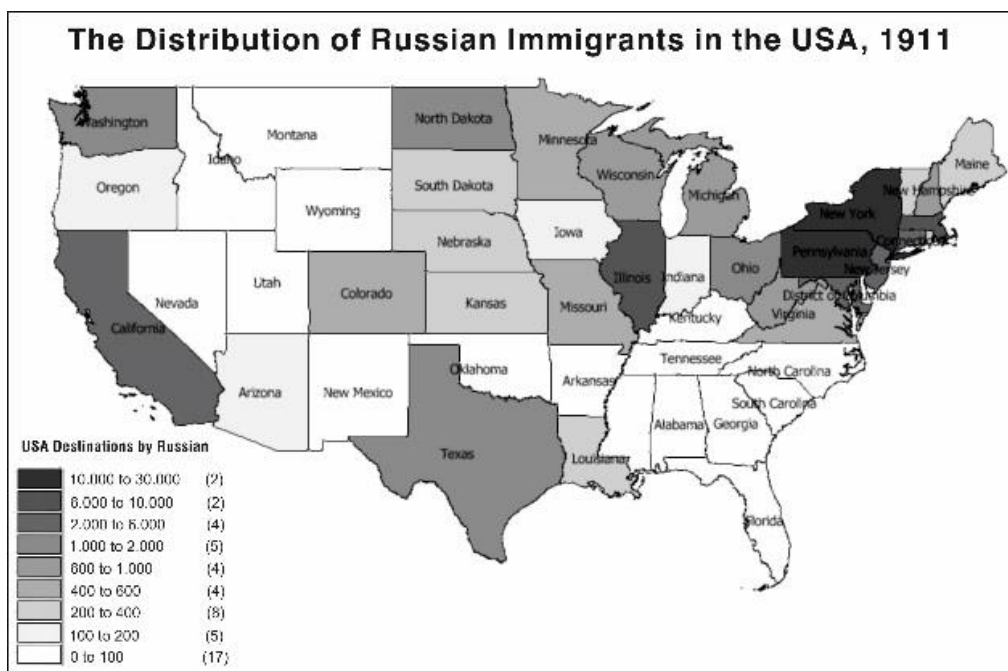 The Distribution of Russian Immigrants in the USA, 1911
Washington
Montana
North Dakota
Minnesota
Maine
Idaho
Oregon
South Dakota
Wisconsin
Michigan
New Hampshire
Wyoming
New York
Nebraska
Iowa
Pennsylvania
Connecticut
Nevada
Utah
Colorado
Kansas
Missouri
Illinois
Indiana
Ohio
New Jersey
District of Columbia
Virginia
California
Kentucky
Arizona
New Mexico
Oklahoma
Arkansas
Tennessee
North Carolina
South Carolina
Alabama
Georgia
Texas
Louisiana
Florida
USA Destinations by Russian
10.000 to 30.000 (2)
6.000 to 10.000 (2)
2.000 to 6.000 (4)
1.000 to 2.000 (5)
600 to 1.000 (4)
400 to 600 (4)
200 to 400 (8)
100 to 200 (5)
0 to 100 (17)